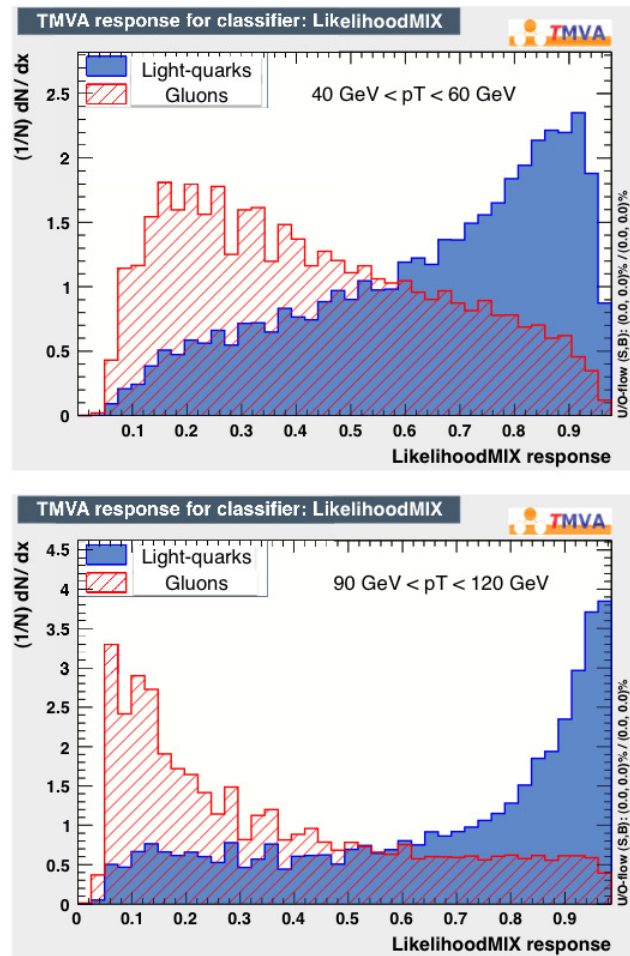 TMVA response for classifier: LikelihoodMIX
TMVA
(1/N) dN/ dx
Light-quarks
Gluons
40 GeV < pT < 60 GeV
2.5
2
1.5
1
0.5
0
0.1 0.2 0.3 0.4 0.5 0.6 0.7 0.8 0.9
LikelihoodMIX response
U/O-flow (S,B): (0.0, 0.0)% / (0.0, 0.0)%
TMVA response for classifier: LikelihoodMIX
TMVA
(1/N) dN/ dx
Light-quarks
Gluons
90 GeV < pT < 120 GeV
4.5
4
3.5
3
2.5
2
1.5
1
0.5
0
0 0.1 0.2 0.3 0.4 0.5 0.6 0.7 0.8 0.9
LikelihoodMIX response
U/O-flow (S,B): (0.0, 0.0)% / (0.0, 0.0)%